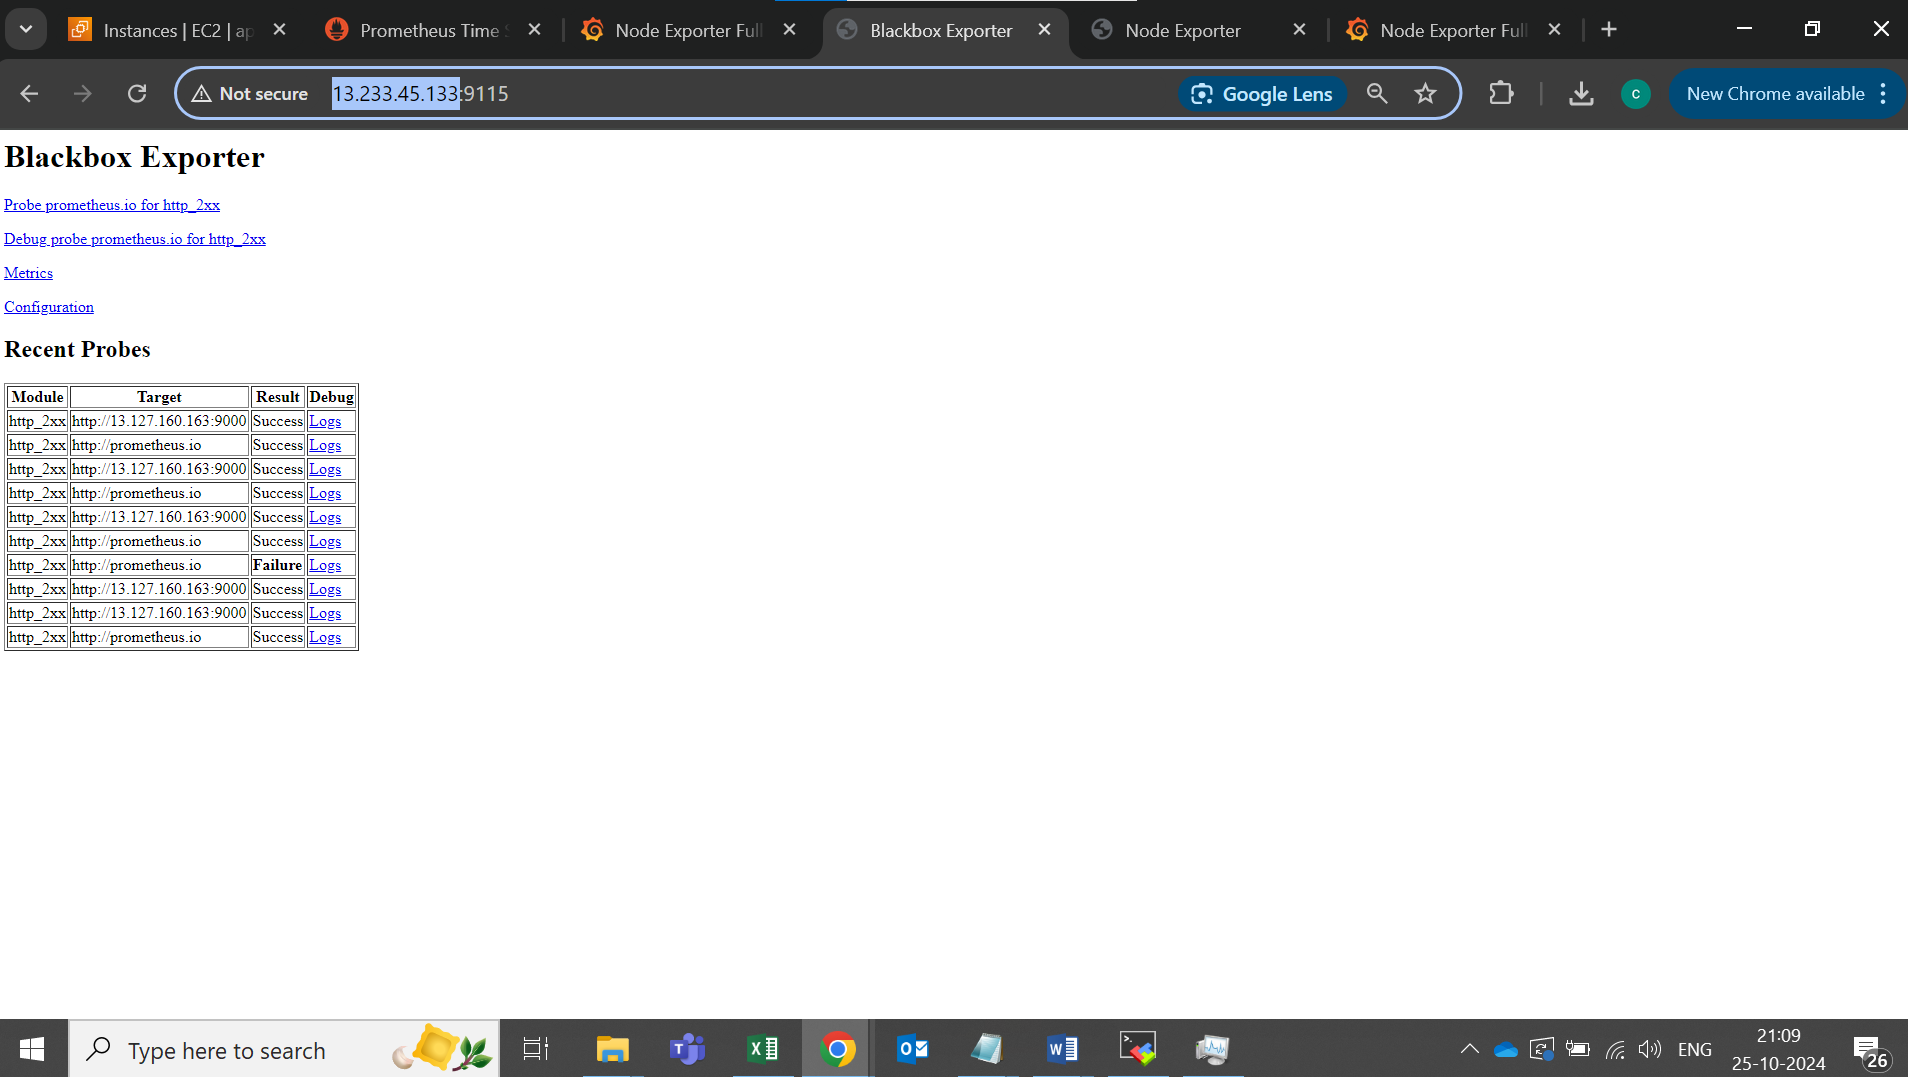 Instances | EC2 | ap
Prometheus Time S
Node Exporter Full
Blackbox Exporter
Node Exporter
Node Exporter Full
Not secure
13.233.45.133:9115
Google Lens
C
New Chrome available
Blackbox Exporter
Probe prometheus.io for http_2xx
Debug probe prometheus.io for http_2xx
Metrics
Configuration
Recent Probes
Module Target Result Debug
http_2xx http://13.127.160.163:9000 Success Logs
http_2xx http://prometheus.io Success Logs
http_2xx http://13.127.160.163:9000 Success Logs
http_2xx http://prometheus.io Success Logs
http_2xx http://13.127.160.163:9000 Success Logs
http_2xx http://prometheus.io Success Logs
http_2xx http://prometheus.io Failure Logs
http_2xx http://13.127.160.163:9000 Success Logs
http_2xx http://13.127.160.163:9000 Success Logs
http_2xx http://prometheus.io Success Logs
Type here to search
ENG
21:09
25-10-2024
26